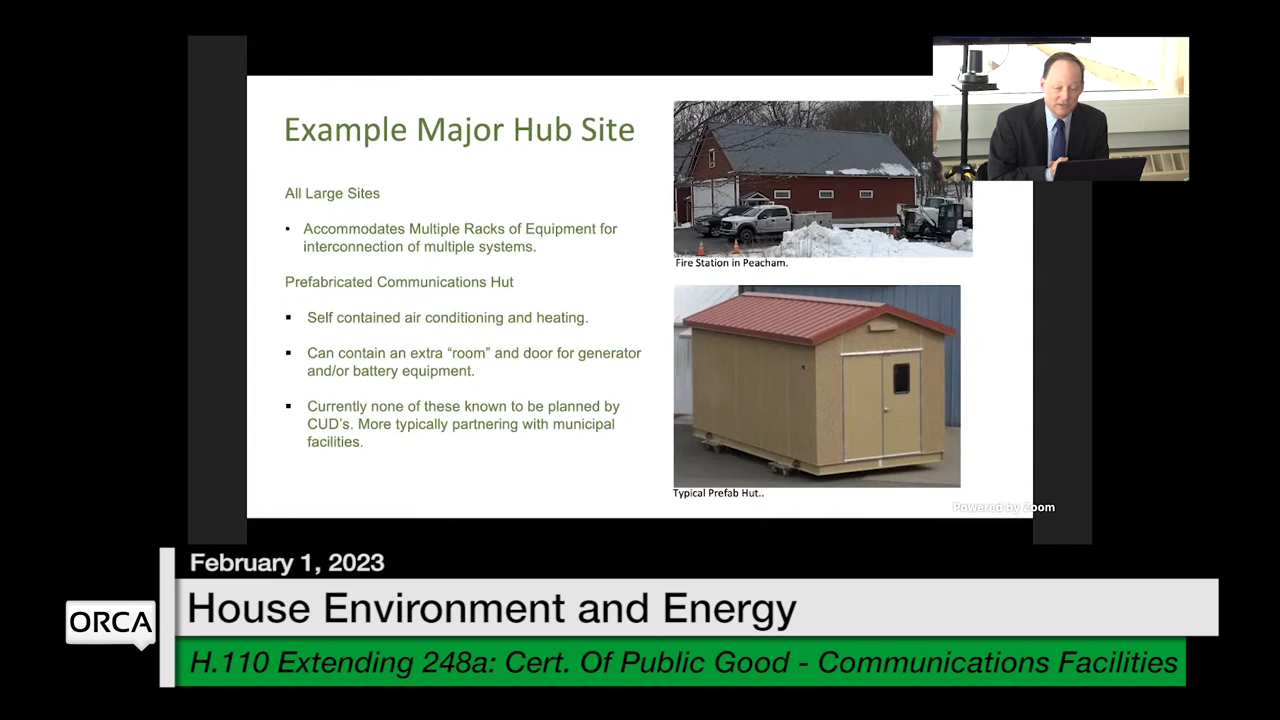 Example Major Hub Site
All Large Sites
• Accommodates Multiple Racks of Equipment for
interconnection of multiple systems.
Prefabricated Communications Hut
▪ Self contained air conditioning and heating.
▪ Can contain an extra “room” and door for generator
and/or battery equipment.
▪ Currently none of these known to be planned by
CUD's. More typically partnering with municipal
facilities.
Fire Station in Peacham.
Typical Prefab Hut..
Powered by Zoom
February 1, 2023
House Environment and Energy
ORCA
H.110 Extending 248a: Cert. Of Public Good - Communications Facilities